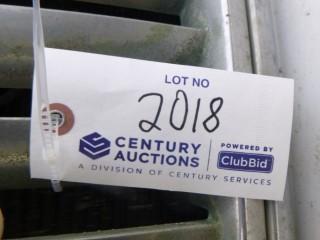 LOT NO
2018
CENTURY AUCTIONS
POWERED BY
ClubBid
A DIVISION OF CENTURY SERVICES